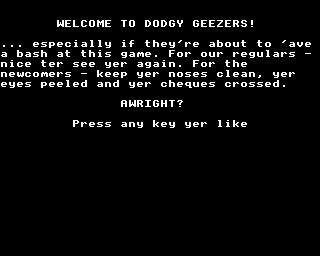 WELCOME TO DODGY GEEZERS!
... especially if they're about to 'ave
a bash at this game. For our regulars -
nice ter see yer again. For the
newcomers - keep yer noses clean, yer
eyes peeled and yer cheques crossed.
AWRIGHT?
Press any key yer like